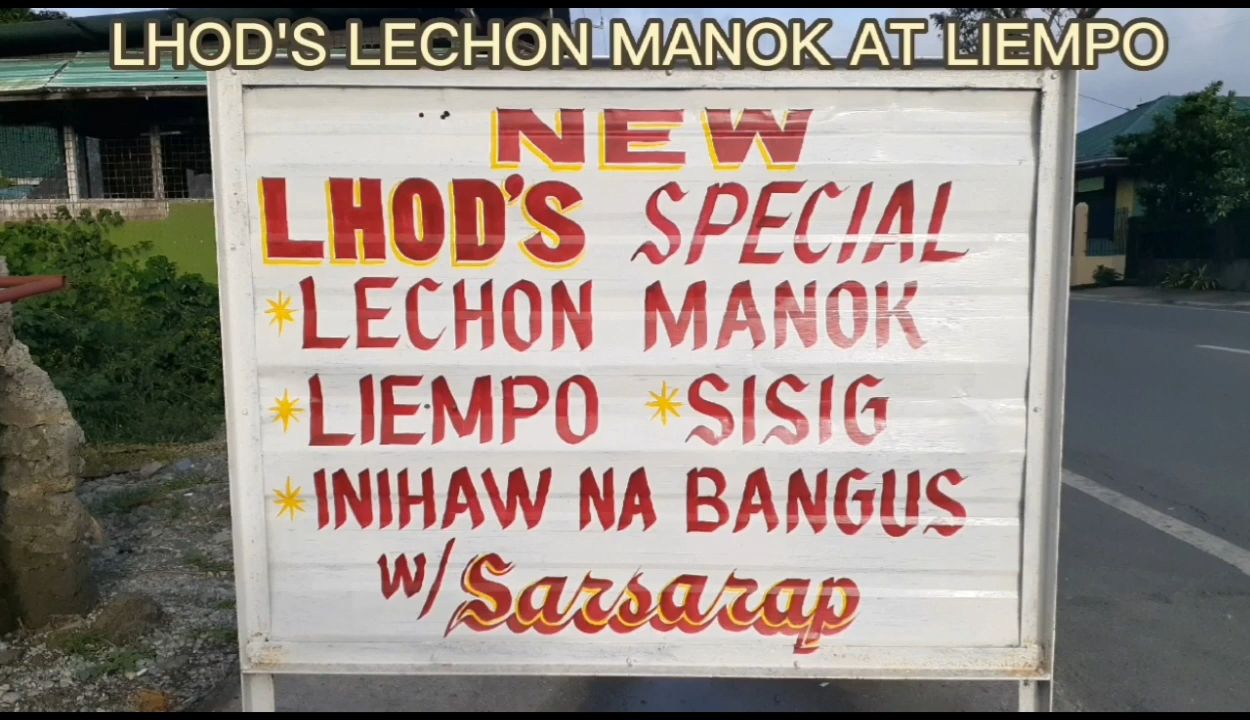 LHOD'S LECHON MANOK AT LIEMPO
NEW
LHOD'S SPECIAL
*LECHON MANOK
*LIEMPO *SISIG
*INIHAW NA BANGUS
w/Sarsarap